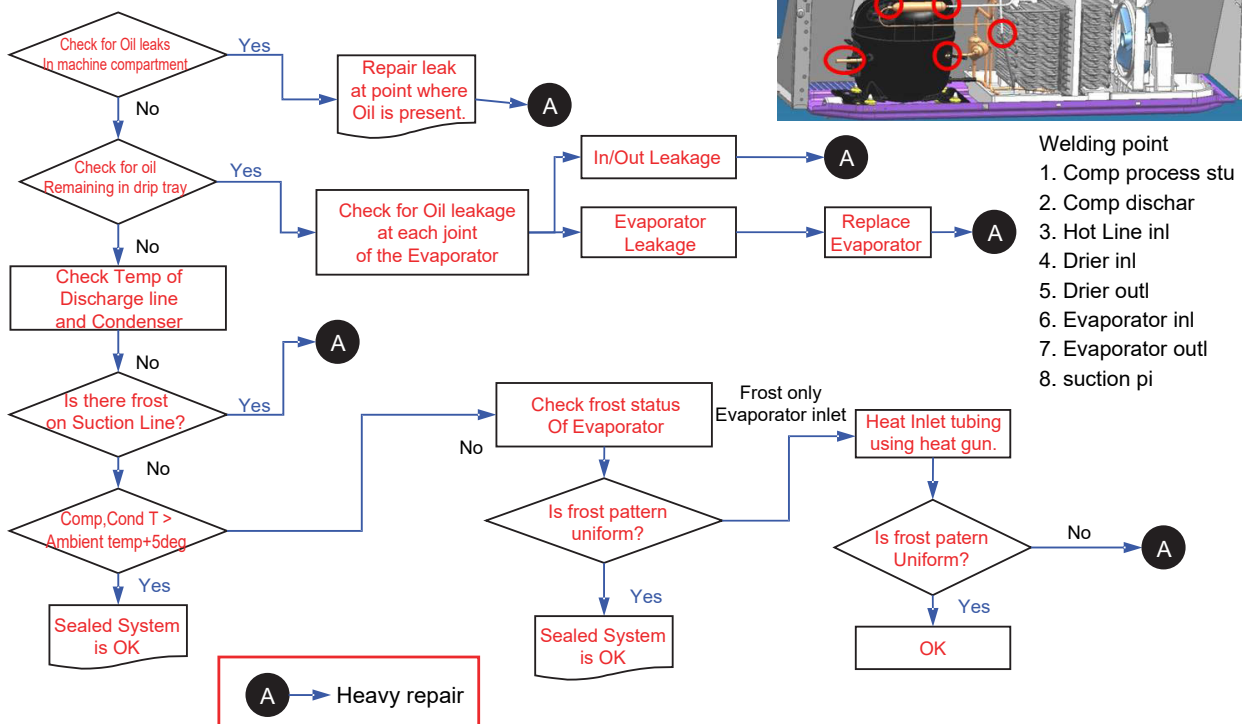 Check for Oil leaks
In machine compartment
Yes
Repair leak
at point where
Oil is present.
A
No
Check for oil
Remaining in drip tray
Yes
Check for Oil leakage
at each joint
of the Evaporator
In/Out Leakage
A
Evaporator
Leakage
Replace
Evaporator
A
No
Check Temp of
Discharge line
and Condenser
No
Is there frost
on Suction Line?
Yes
A
No
Comp,Cond T >
Ambient temp+5deg
Yes
Sealed System
is OK
No
Check frost status
Of Evaporator
Is frost pattern
uniform?
Yes
Sealed System
is OK
Frost only
Evaporator inlet
Heat Inlet tubing
using heat gun.
Is frost patern
Uniform?
No
A
Yes
OK
Welding point
1. Comp process stu
2. Comp dischar
3. Hot Line inl
4. Drier inl
5. Drier outl
6. Evaporator inl
7. Evaporator outl
8. suction pi
A
Heavy repair